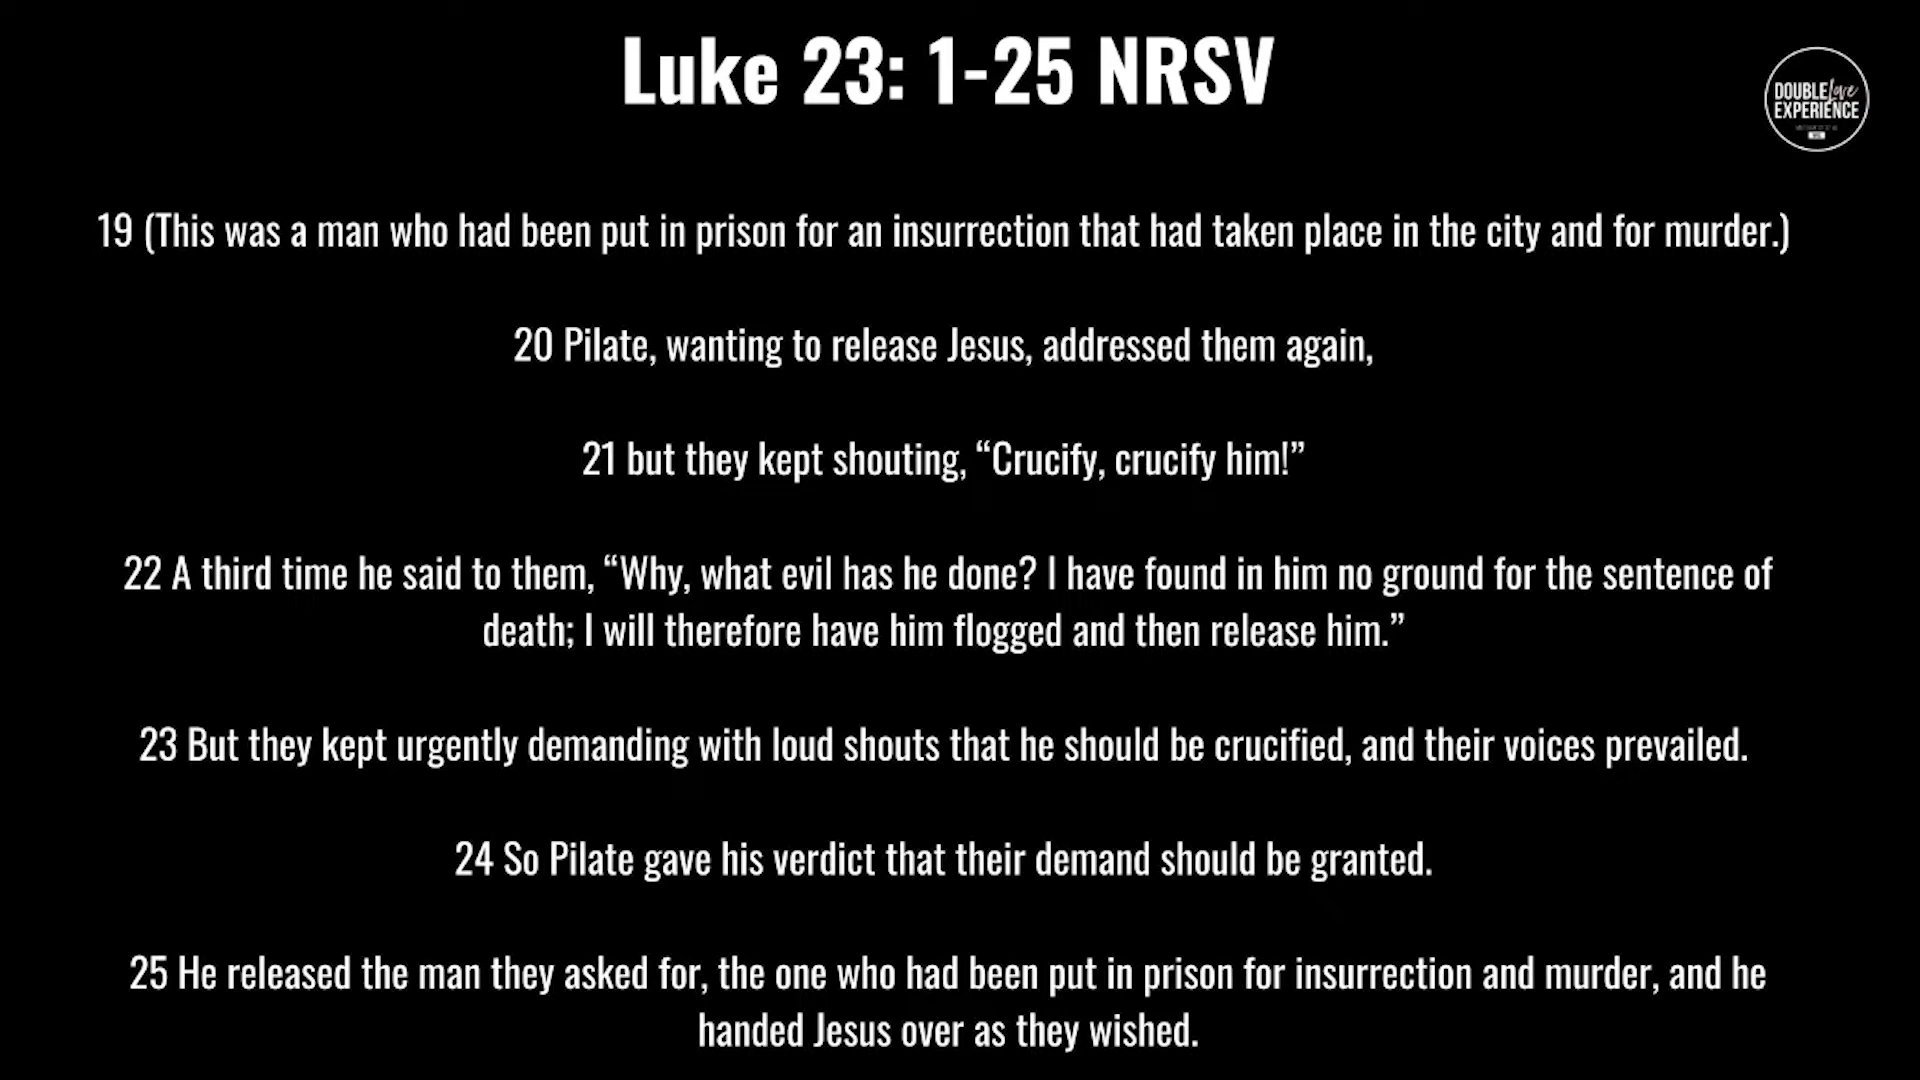 Luke 23: 1-25 NRSV
DOUBLE Love
EXPERIENCE
19 (This was a man who had been put in prison for an insurrection that had taken place in the city and for murder.)
20 Pilate, wanting to release Jesus, addressed them again,
21 but they kept shouting, “Crucify, crucify him!”
22 A third time he said to them, “Why, what evil has he done? I have found in him no ground for the sentence of
death; I will therefore have him flogged and then release him.”
23 But they kept urgently demanding with loud shouts that he should be crucified, and their voices prevailed.
24 So Pilate gave his verdict that their demand should be granted.
25 He released the man they asked for, the one who had been put in prison for insurrection and murder, and he
handed Jesus over as they wished.